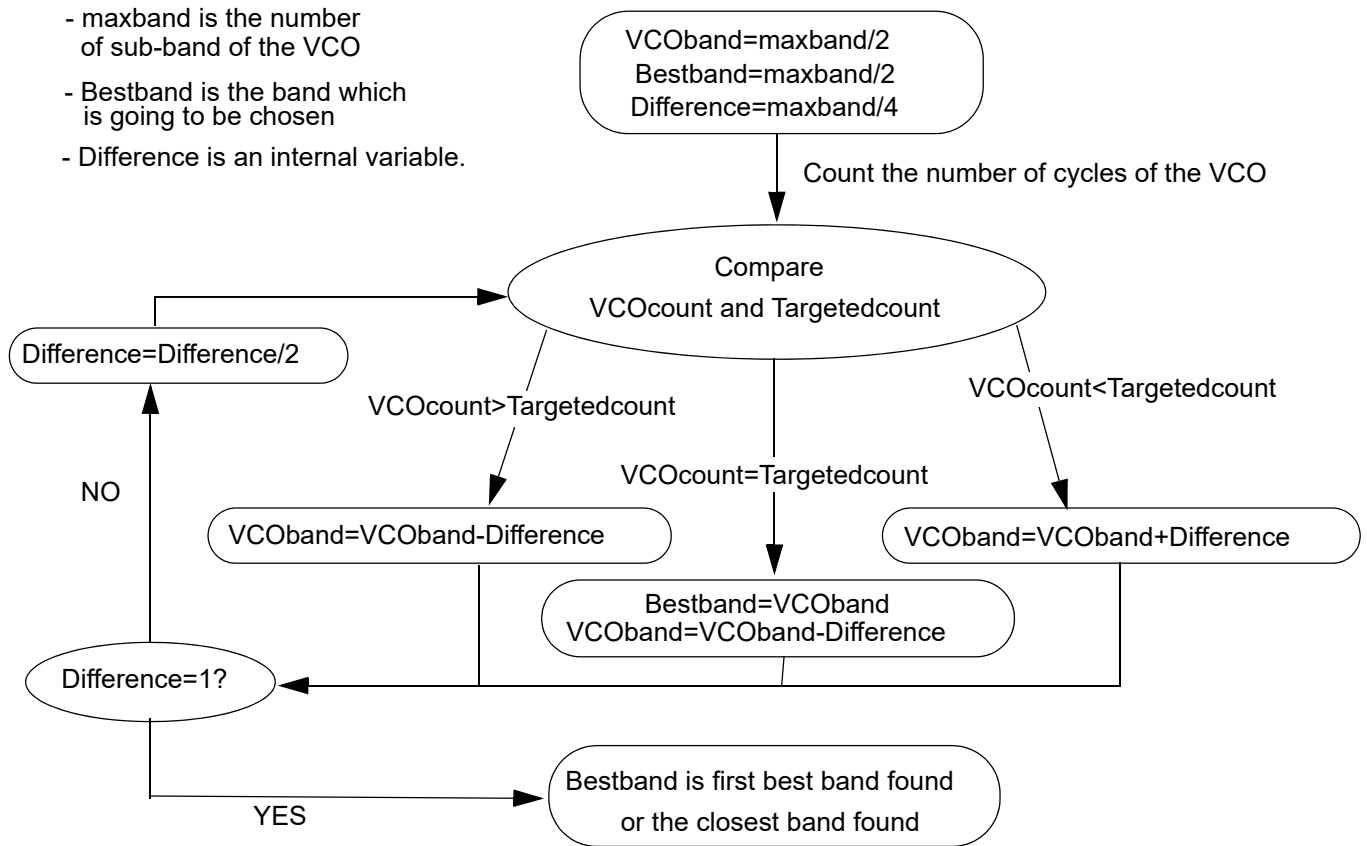 - maxband is the number
of sub-band of the VCO
- Bestband is the band which
is going to be chosen
- Difference is an internal variable.
VCOband=maxband/2
Bestband=maxband/2
Difference=maxband/4
Count the number of cycles of the VCO
Compare
VCOcount and Targetedcount
Difference=Difference/2
VCOcount>Targetedcount
VCOcount<Targetedcount
VCOcount=Targetedcount
NO
VCOband=VCOband-Difference
VCOband=VCOband+Difference
Bestband=VCOband
VCOband=VCOband-Difference
Difference=1?
Bestband is first best band found
or the closest band found
YES